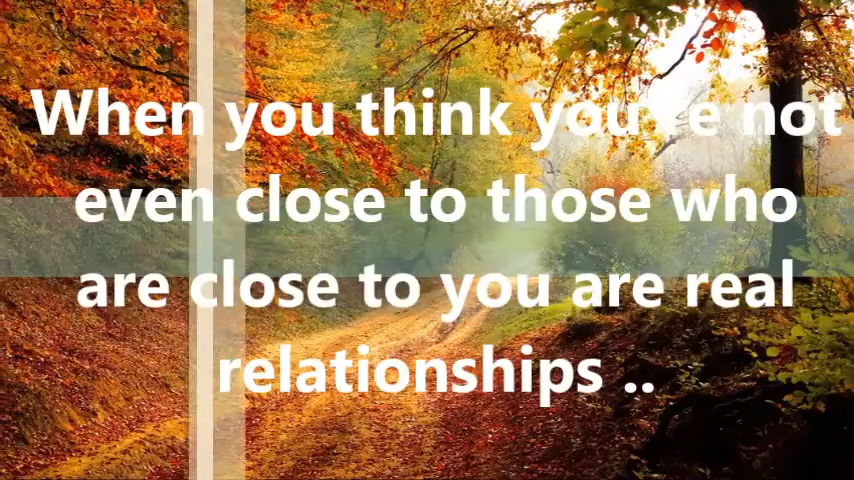 When you think you're not
even close to those who
are close to you are real
relationships ..